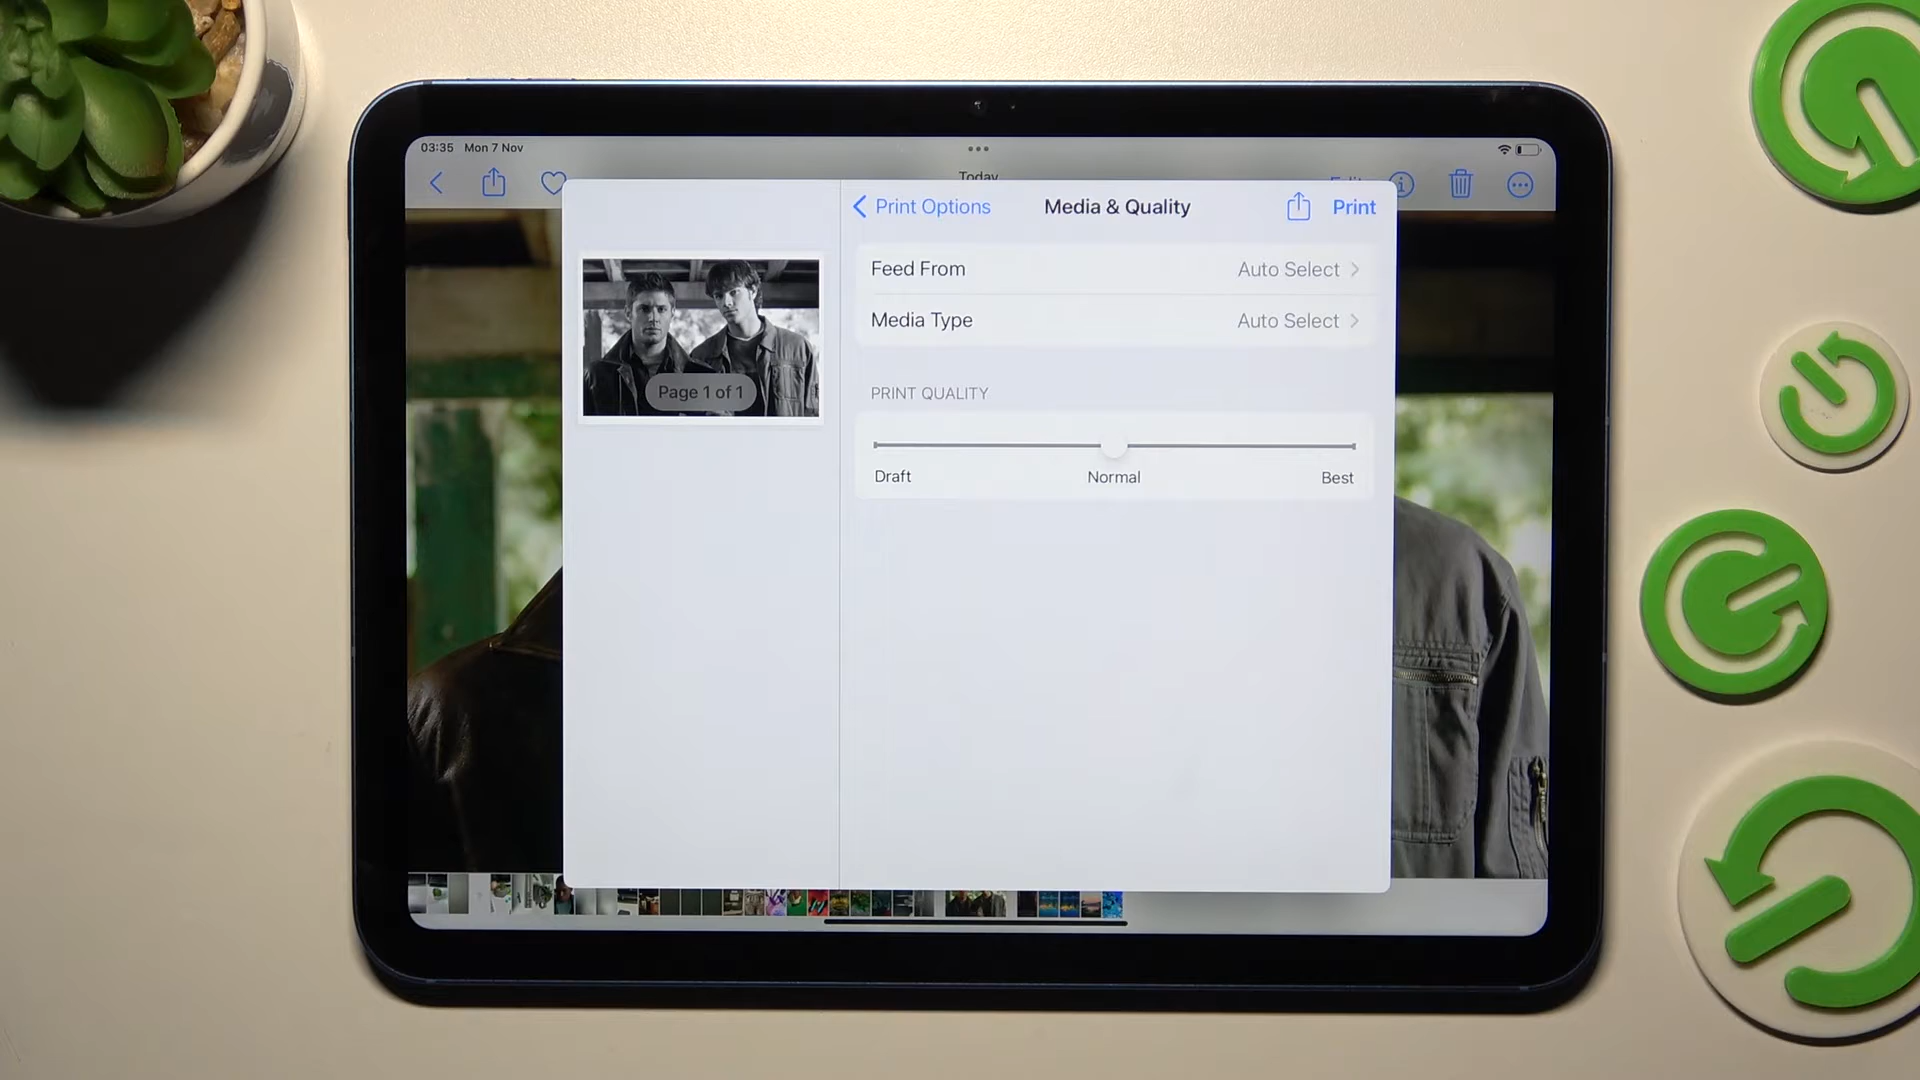 03:35 Mon 7 Nov
Today
Edit
Print Options
Media & Quality
Print
Feed From
Auto Select
Media Type
Auto Select
PRINT QUALITY
Draft
Normal
Best
Page 1 of 1